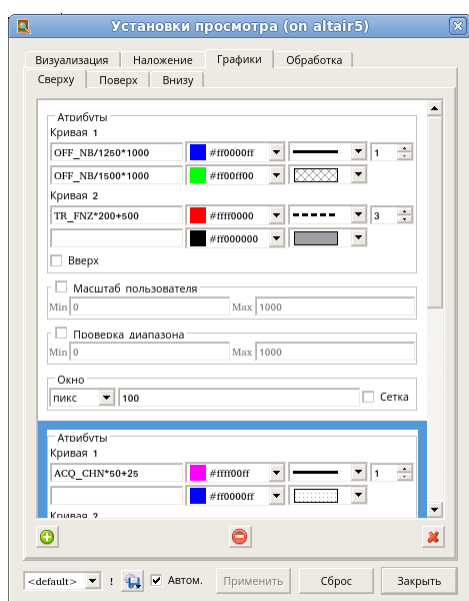 Установки просмотра (on altair5)
Визуализация Наложение Графики Обработка
Сверху Поверх Внизу
Атрибуты
Кривая 1
OFF_NB/1250*1000 #ff0000ff 1
OFF_NB/1500*1000 #ff00ff00
Кривая 2
TR_FNZ*200+500 #ffff0000 3
#ff000000
Вверх
Масштаб пользователя
Min 0 Max 1000
Проверка диапазона
Min 0 Max 1000
Окно
пикс 100 Сетка
Атрибуты
Кривая 1
ACQ_CHN*50+25 #ffff00ff 1
#ff0000ff
Кривая 2
<default> ! Автом. Применить Сброс Закрыть